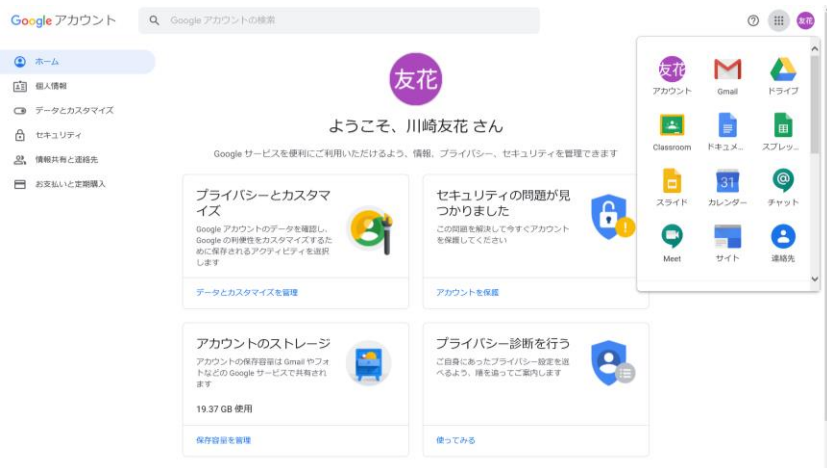 Google アカウント
Google アカウントの検索
友花
ホーム
個人情報
データとカスタマイズ
セキュリティ
情報共有と連絡先
お支払いと定期購入
友花
ようこそ、川崎友花 さん
Google サービスを便利にご利用いただけるよう、情報、プライバシー、セキュリティを管理できます
プライバシーとカスタマ
イズ
Google アカウントのデータを確認し、
Google の利便性をカスタマイズするた
めに保存されるアクティビティを選択
します
データとカスタマイズを管理
セキュリティの問題が見
つかりました
この問題を解決して今すぐアカウント
を保護してください
アカウントを保護
アカウントのストレージ
アカウントの保存容量は Gmail やフォ
トなどの Google サービスで共有され
ます
19.37 GB 使用
保存容量を管理
プライバシー診断を行う
ご自身にあったプライバシー設定を選
べるよう、順を追ってご案内します
使ってみる
友花
アカウント
Gmail
ドライブ
Classroom
ドキュメ...
スプレッ...
スライド
31
カレンダー
チャット
Meet
サイト
連絡先